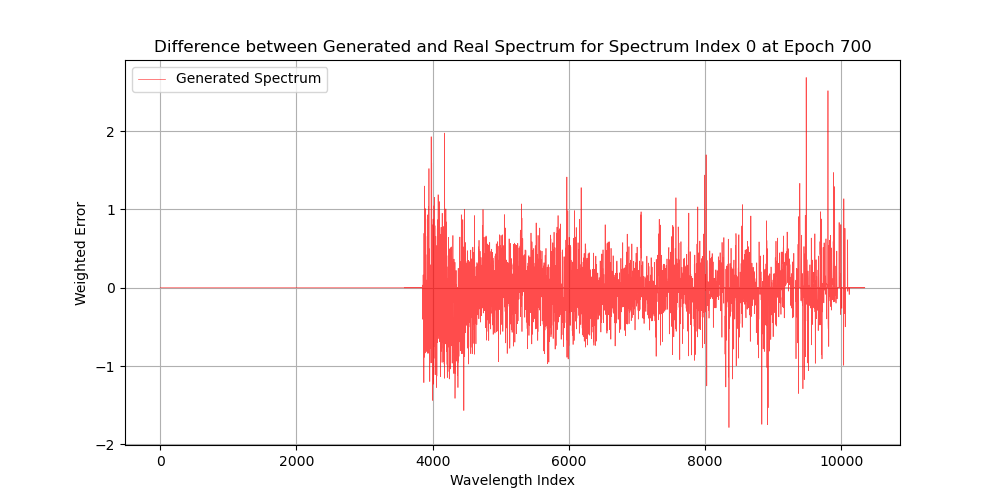 Difference between Generated and Real Spectrum for Spectrum Index 0 at Epoch 700
Generated Spectrum
Weighted Error
2
1
0
−1
−2
0 2000 4000 6000 8000 10000
Wavelength Index